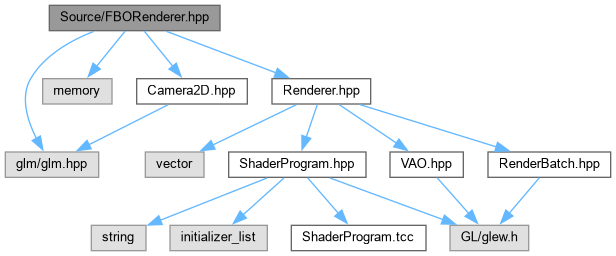 Source/FBORenderer.hpp
memory
Camera2D.hpp
Renderer.hpp
glm/glm.hpp
vector
ShaderProgram.hpp
VAO.hpp
RenderBatch.hpp
string
initializer_list
ShaderProgram.tcc
GL/glew.h